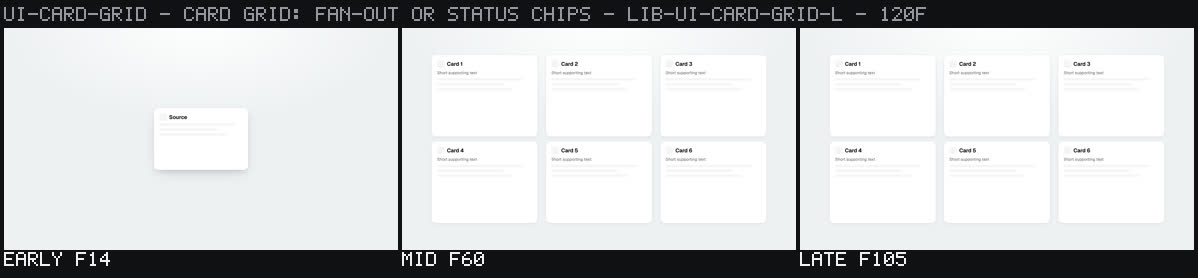 UI-CARD-GRID - CARD GRID: FAN-OUT OR STATUS CHIPS - LIB-UI-CARD-GRID-L - 120F
Source
Card 1
Short supporting text
Card 2
Short supporting text
Card 3
Short supporting text
Card 4
Short supporting text
Card 5
Short supporting text
Card 6
Short supporting text
Card 1
Short supporting text
Card 2
Short supporting text
Card 3
Short supporting text
Card 4
Short supporting text
Card 5
Short supporting text
Card 6
Short supporting text
EARLY F14
MID F60
LATE F105